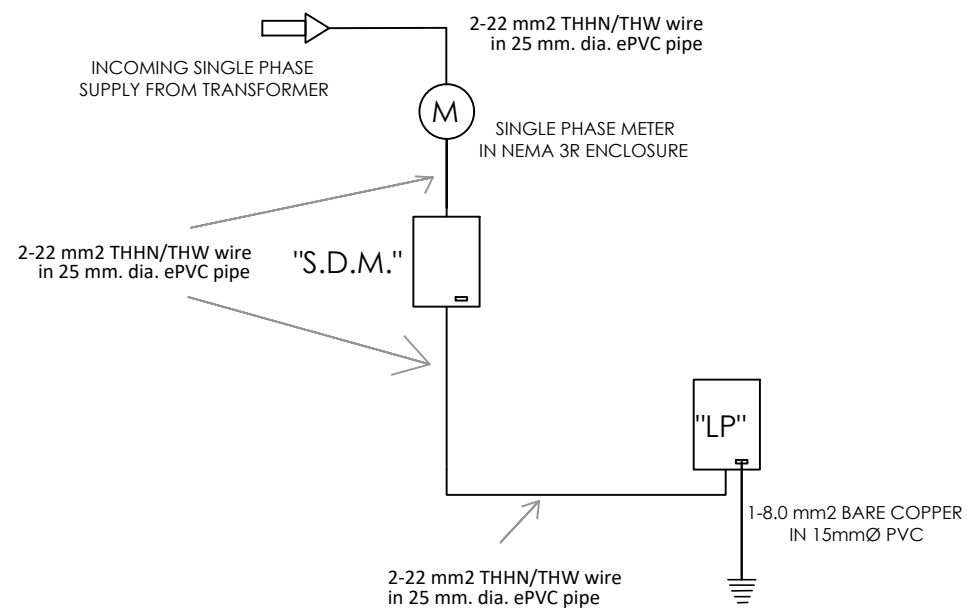 2-22 mm2 THHN/THW wire
in 25 mm. dia. ePVC pipe
INCOMING SINGLE PHASE
SUPPLY FROM TRANSFORMER
M
SINGLE PHASE METER
IN NEMA 3R ENCLOSURE
2-22 mm2 THHN/THW wire
in 25 mm. dia. ePVC pipe
"S.D.M."
"LP"
1-8.0 mm2 BARE COPPER
IN 15mmØ PVC
2-22 mm2 THHN/THW wire
in 25 mm. dia. ePVC pipe